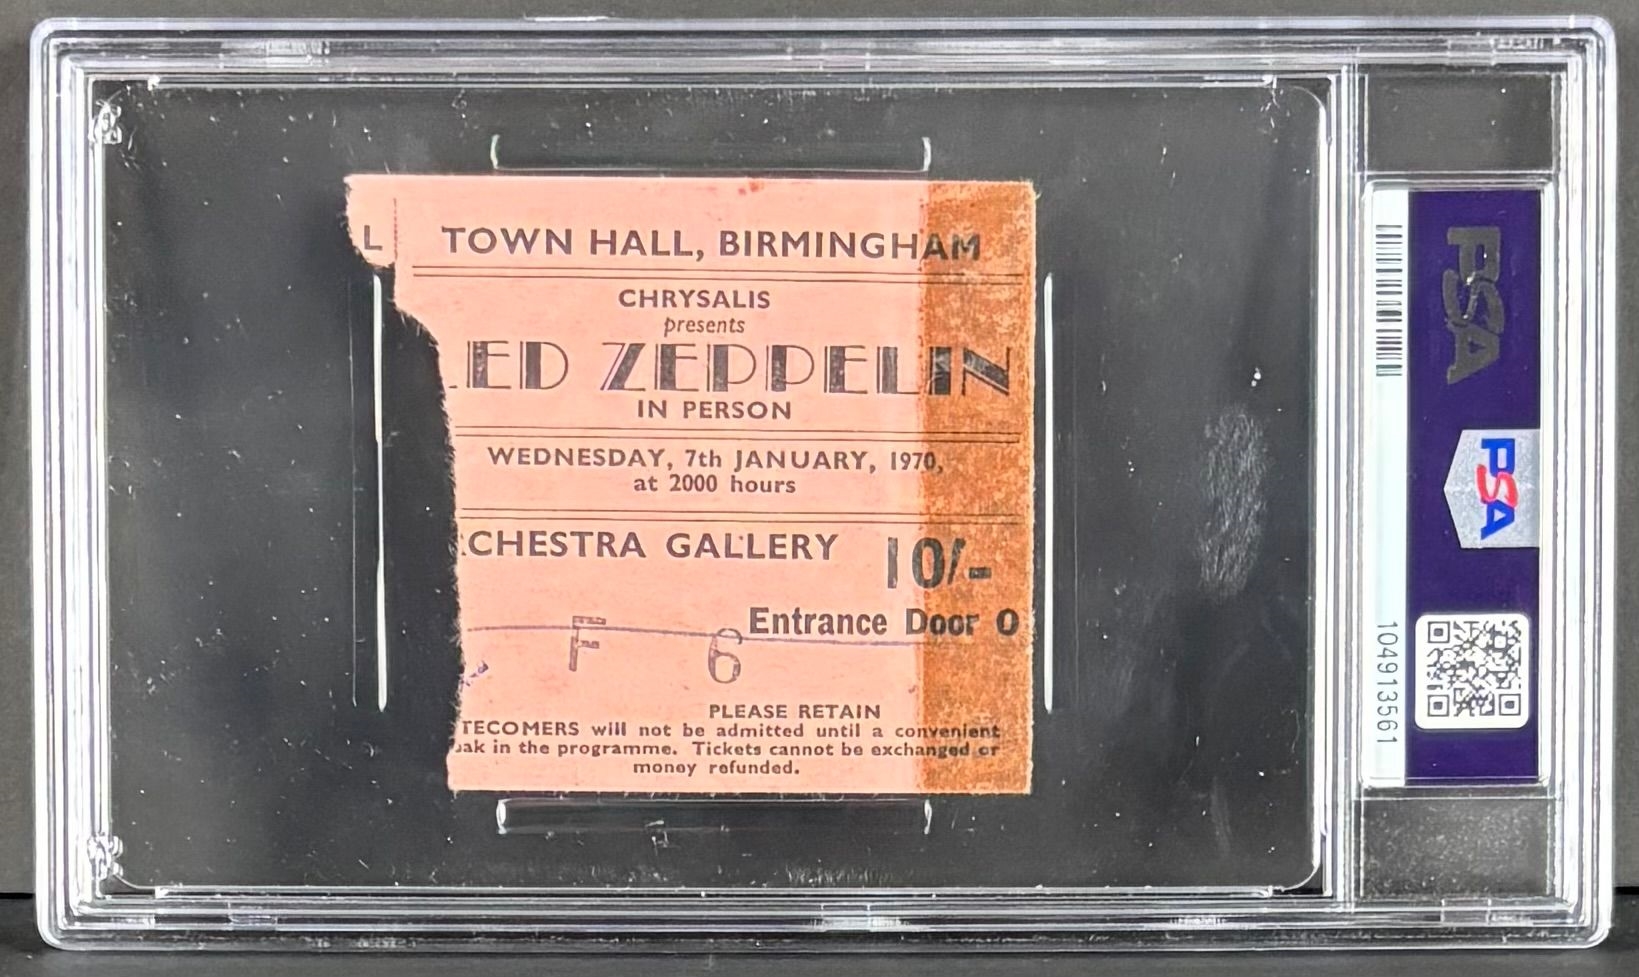 L TOWN HALL, BIRMINGHAM
CHRYSALIS
presents
LED ZEPPELIN
IN PERSON
WEDNESDAY, 7th JANUARY, 1970,
at 2000 hours
RCHESTRA GALLERY 10/-
Entrance Door O
F 6
PLEASE RETAIN
TECOMERS will not be admitted until a convenient
eak in the programme. Tickets cannot be exchanged or
money refunded.
PSA
PSA
104913561